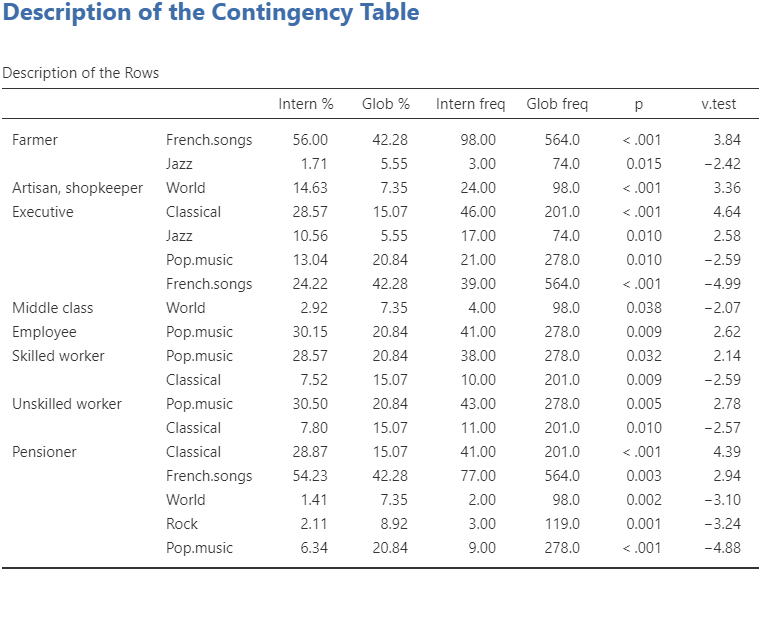 Description of the Contingency Table
Description of the Rows
Intern % Glob % Intern freq Glob freq p v.test
Farmer French.songs 56.00 42.28 98.00 564.0 < .001 3.84
Jazz 1.71 5.55 3.00 74.0 0.015 −2.42
Artisan, shopkeeper World 14.63 7.35 24.00 98.0 < .001 3.36
Executive Classical 28.57 15.07 46.00 201.0 < .001 4.64
Jazz 10.56 5.55 17.00 74.0 0.010 2.58
Pop.music 13.04 20.84 21.00 278.0 0.010 −2.59
French.songs 24.22 42.28 39.00 564.0 < .001 −4.99
Middle class World 2.92 7.35 4.00 98.0 0.038 −2.07
Employee Pop.music 30.15 20.84 41.00 278.0 0.009 2.62
Skilled worker Pop.music 28.57 20.84 38.00 278.0 0.032 2.14
Classical 7.52 15.07 10.00 201.0 0.009 −2.59
Unskilled worker Pop.music 30.50 20.84 43.00 278.0 0.005 2.78
Classical 7.80 15.07 11.00 201.0 0.010 −2.57
Pensioner Classical 28.87 15.07 41.00 201.0 < .001 4.39
French.songs 54.23 42.28 77.00 564.0 0.003 2.94
World 1.41 7.35 2.00 98.0 0.002 −3.10
Rock 2.11 8.92 3.00 119.0 0.001 −3.24
Pop.music 6.34 20.84 9.00 278.0 < .001 −4.88